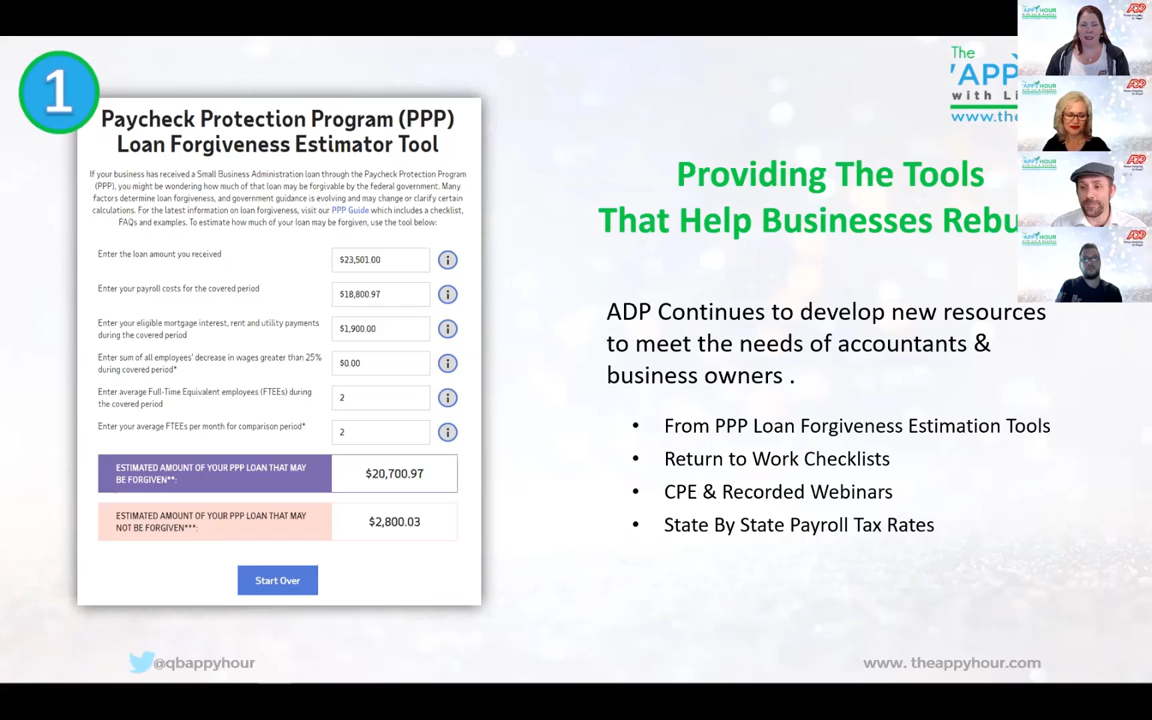 1
Paycheck Protection Program (PPP)
Loan Forgiveness Estimator Tool
If your business has received a Small Business Administration loan through the Paycheck Protection Program
(PPP), you might be wondering how much of that loan may be forgivable by the federal government. Many
factors determine loan forgiveness, and government guidance is evolving and may change or clarify certain
calculations. For the latest information on loan forgiveness, visit our PPP Guide which includes a checklist,
FAQs and examples. To estimate how much of your loan may be forgiven, use the tool below:
Enter the loan amount you received
$23,501.00
Enter your payroll costs for the covered period
$18,800.97
Enter your eligible mortgage interest, rent and utility payments
during the covered period
$1,900.00
Enter sum of all employees' decrease in wages greater than 25%
during covered period*
$0.00
Enter average Full-Time Equivalent employees (FTEEs) during
the covered period
2
Enter your average FTEEs per month for comparison period*
2
ESTIMATED AMOUNT OF YOUR PPP LOAN THAT MAY
BE FORGIVEN**:
$20,700.97
ESTIMATED AMOUNT OF YOUR PPP LOAN THAT MAY
NOT BE FORGIVEN***:
$2,800.03
Start Over
The
'APP
with Li
www.the
Providing The Tools
That Help Businesses Rebu
ADP Continues to develop new resources
to meet the needs of accountants &
business owners .
• From PPP Loan Forgiveness Estimation Tools
• Return to Work Checklists
• CPE & Recorded Webinars
• State By State Payroll Tax Rates
@qbappyhour
www. theappyhour.com